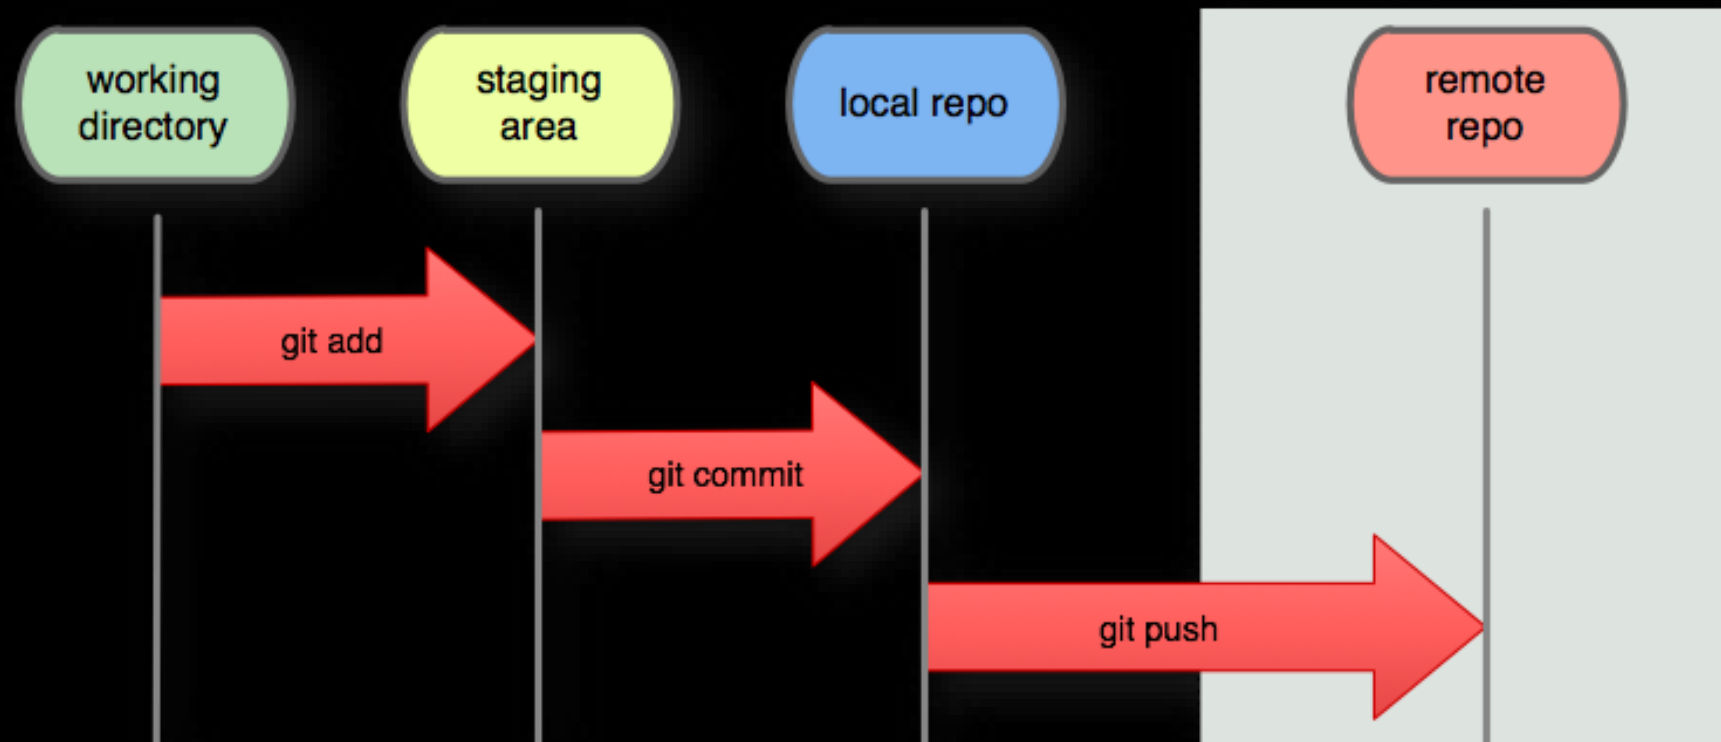 working
directory
staging
area
local repo
remote
repo
git add
git commit
git push